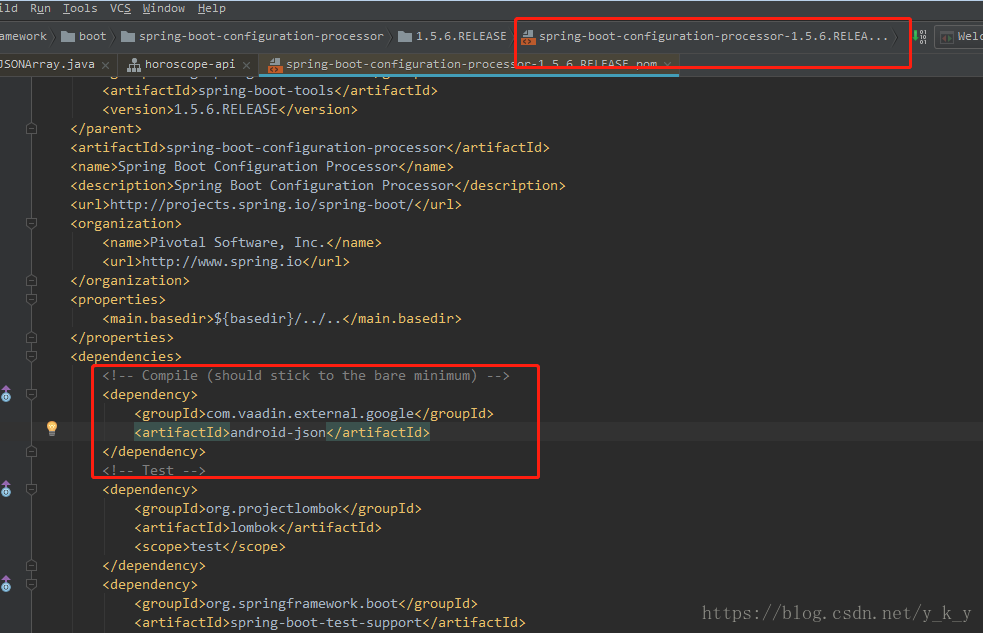 ild Run Tools VCS Window Help
amework boot spring-boot-configuration-processor 1.5.6.RELEASE spring-boot-configuration-processor-1.5.6.RELEA... Welc
JSONArray.java horoscope-api spring-boot-configuration-processor-1.5.6.RELEASE.pom
<artifactId>spring-boot-tools</artifactId>
<version>1.5.6.RELEASE</version>
</parent>
<artifactId>spring-boot-configuration-processor</artifactId>
<name>Spring Boot Configuration Processor</name>
<description>Spring Boot Configuration Processor</description>
<url>http://projects.spring.io/spring-boot/</url>
<organization>
<name>Pivotal Software, Inc.</name>
<url>http://www.spring.io</url>
</organization>
<properties>
<main.basedir>${basedir}/../..</main.basedir>
</properties>
<dependencies>
<!-- Compile (should stick to the bare minimum) -->
<dependency>
<groupId>com.vaadin.external.google</groupId>
<artifactId>android-json</artifactId>
</dependency>
<!-- Test -->
<dependency>
<groupId>org.projectlombok</groupId>
<artifactId>lombok</artifactId>
<scope>test</scope>
</dependency>
<dependency>
<groupId>org.springframework.boot</groupId>
<artifactId>spring-boot-test-support</artifactId>
https://blog.csdn.net/y_k_y